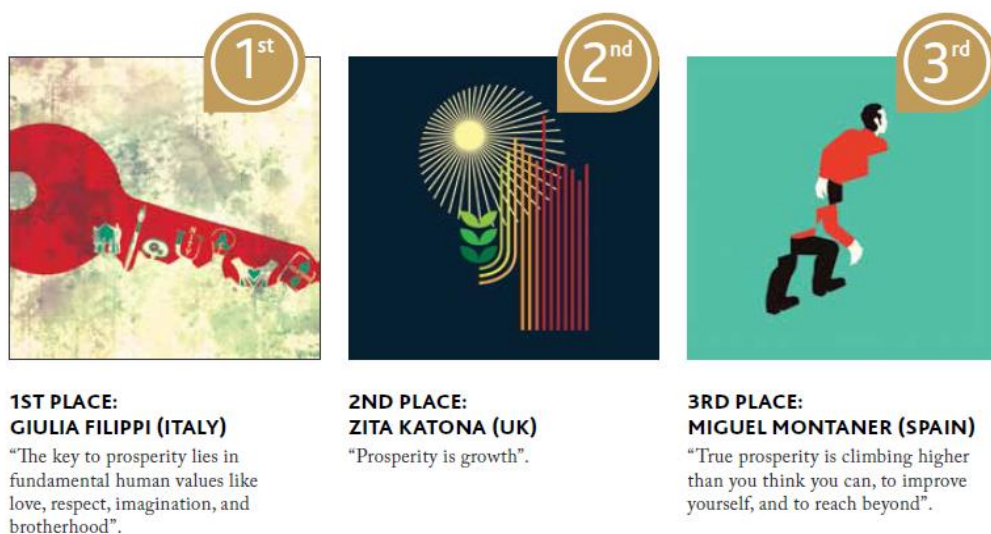 1st
2nd
3rd
1ST PLACE:
GIULIA FILIPPI (ITALY)
“The key to prosperity lies in
fundamental human values like
love, respect, imagination, and
brotherhood”.
2ND PLACE:
ZITA KATONA (UK)
“Prosperity is growth”.
3RD PLACE:
MIGUEL MONTANER (SPAIN)
“True prosperity is climbing higher
than you think you can, to improve
yourself, and to reach beyond”.